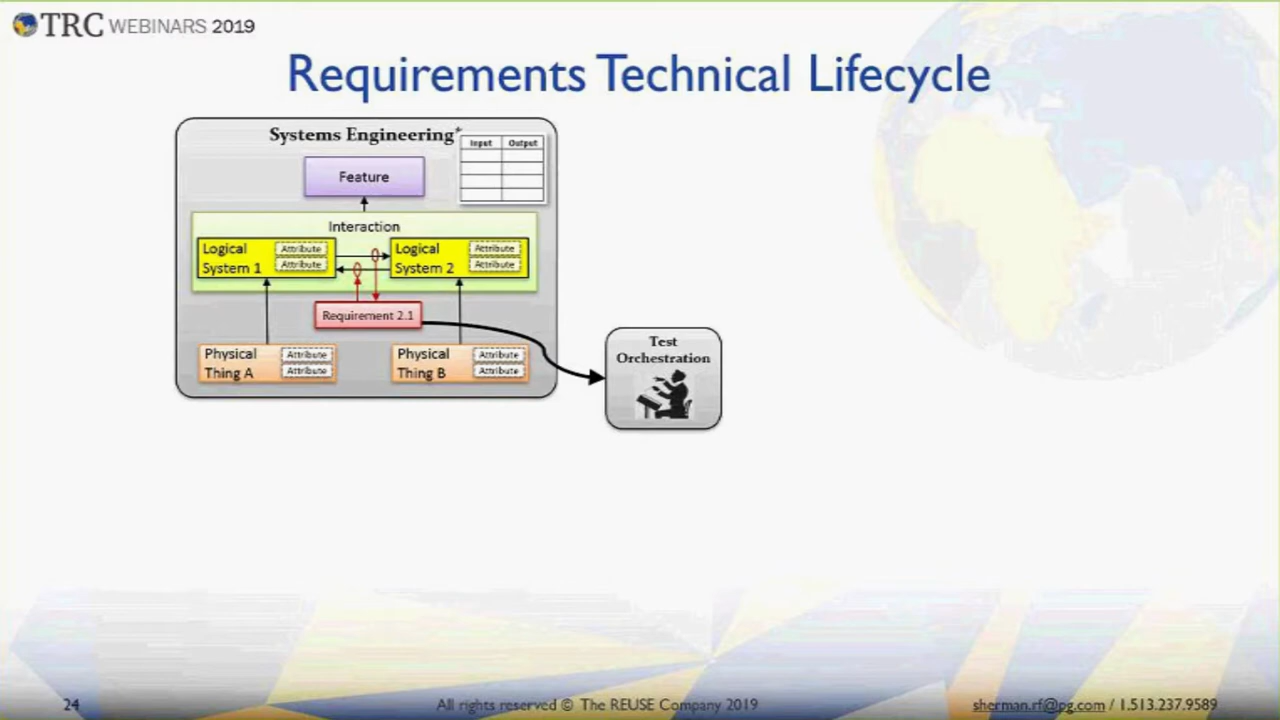 TRC WEBINARS 2019
Requirements Technical Lifecycle
Systems Engineering*
Input Output
Feature
Interaction
Logical
System 1
Attribute
Attribute
Logical
System 2
Attribute
Attribute
Requirement 2.1
Physical
Thing A
Attribute
Attribute
Physical
Thing B
Attribute
Attribute
Test
Orchestration
24
All rights reserved © The REUSE Company 2019
sherman.rf@pg.com / 1.513.237.9589